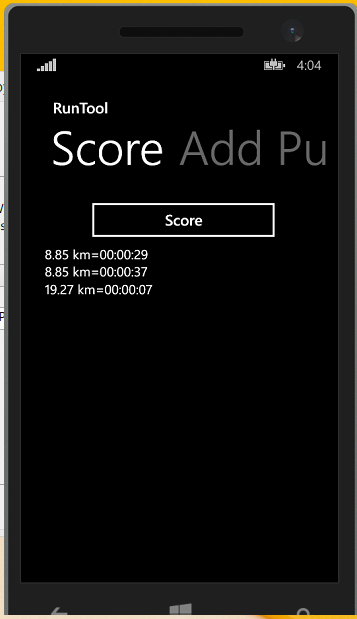 4:04
RunTool
Score Add Pu
Score
8.85 km=00:00:29
8.85 km=00:00:37
19.27 km=00:00:07